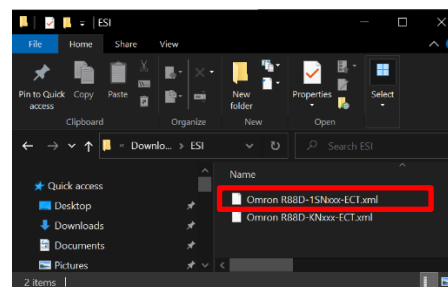 ESI
File Home Share View
Pin to Quick access
Copy
Paste
New folder
Properties
Select
Clipboard
Organize
New
Open
Downlo... > ESI
Search ESI
Quick access
Desktop
Downloads
Documents
Pictures
Name
Omron R88D-1SNxxx-ECT.xml
Omron R88D-KNxxx-ECT.xml
2 items